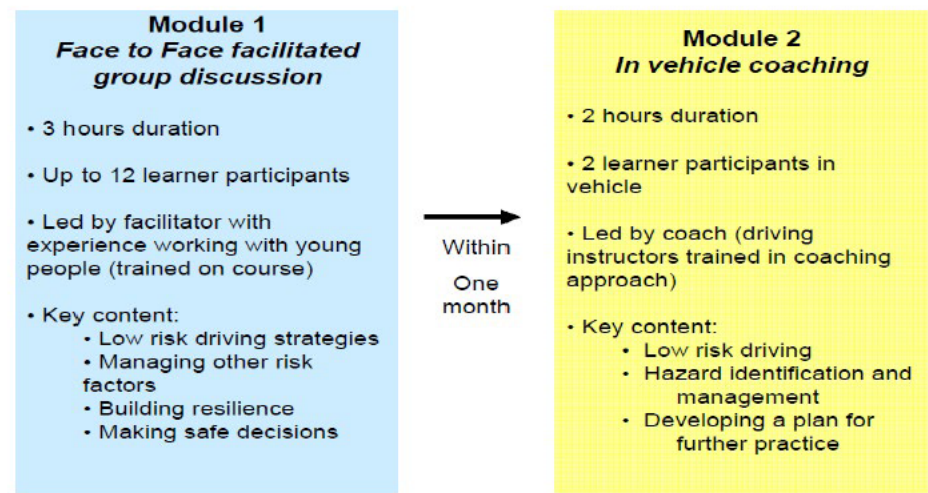 Module 1
Face to Face facilitated
group discussion
• 3 hours duration
• Up to 12 learner participants
• Led by facilitator with
experience working with young
people (trained on course)
• Key content:
• Low risk driving strategies
• Managing other risk
factors
• Building resilience
• Making safe decisions
Within
One
month
Module 2
In vehicle coaching
• 2 hours duration
• 2 learner participants in
vehicle
• Led by coach (driving
instructors trained in coaching
approach)
• Key content:
• Low risk driving
• Hazard identification and
management
• Developing a plan for
further practice